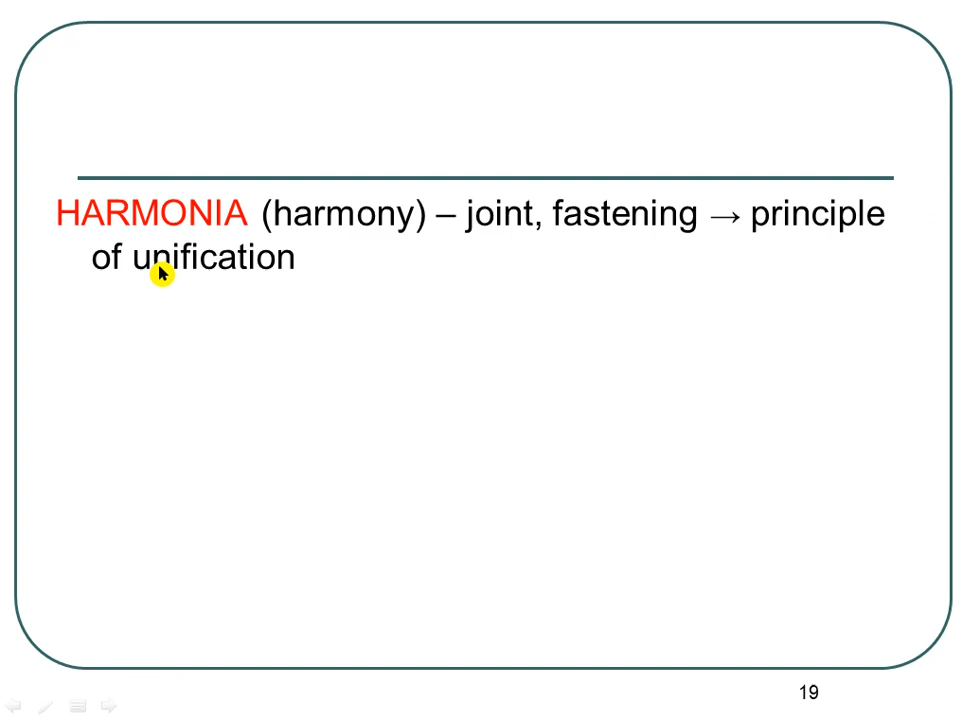 HARMONIA (harmony) – joint, fastening → principle
of unification
19